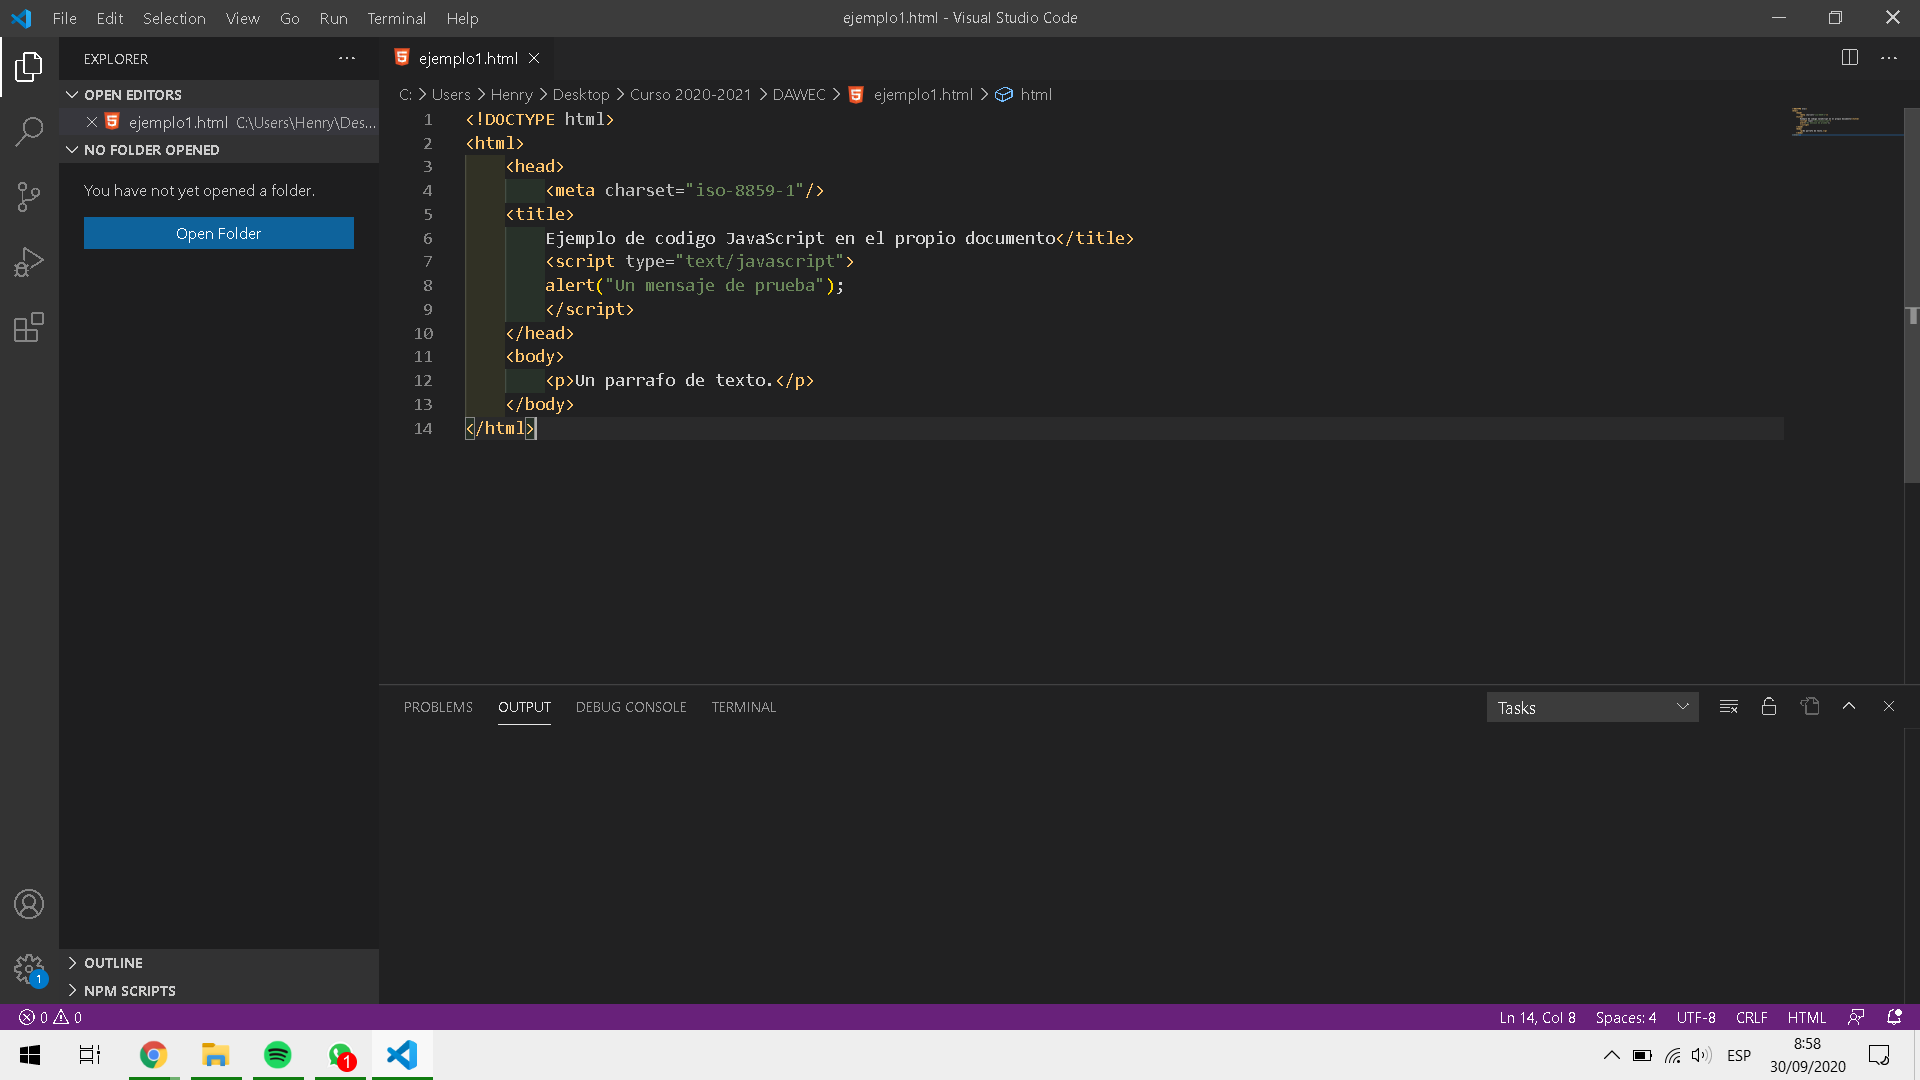 File Edit Selection View Go Run Terminal Help
ejemplo1.html - Visual Studio Code
EXPLORER
OPEN EDITORS
ejemplo1.html C:\Users\Henry\Des...
NO FOLDER OPENED
You have not yet opened a folder.
Open Folder
OUTLINE
NPM SCRIPTS
1
ejemplo1.html
C: > Users > Henry > Desktop > Curso 2020-2021 > DAWEC > ejemplo1.html > html
1 <!DOCTYPE html>
2 <html>
3 <head>
4 <meta charset="iso-8859-1"/>
5 <title>
6 Ejemplo de codigo JavaScript en el propio documento</title>
7 <script type="text/javascript">
8 alert("Un mensaje de prueba");
9 </script>
10 </head>
11 <body>
12 <p>Un parrafo de texto.</p>
13 </body>
14 </html>
PROBLEMS OUTPUT DEBUG CONSOLE TERMINAL
Tasks
0 0
Ln 14, Col 8 Spaces: 4 UTF-8 CRLF HTML
1
ESP
8:58
30/09/2020